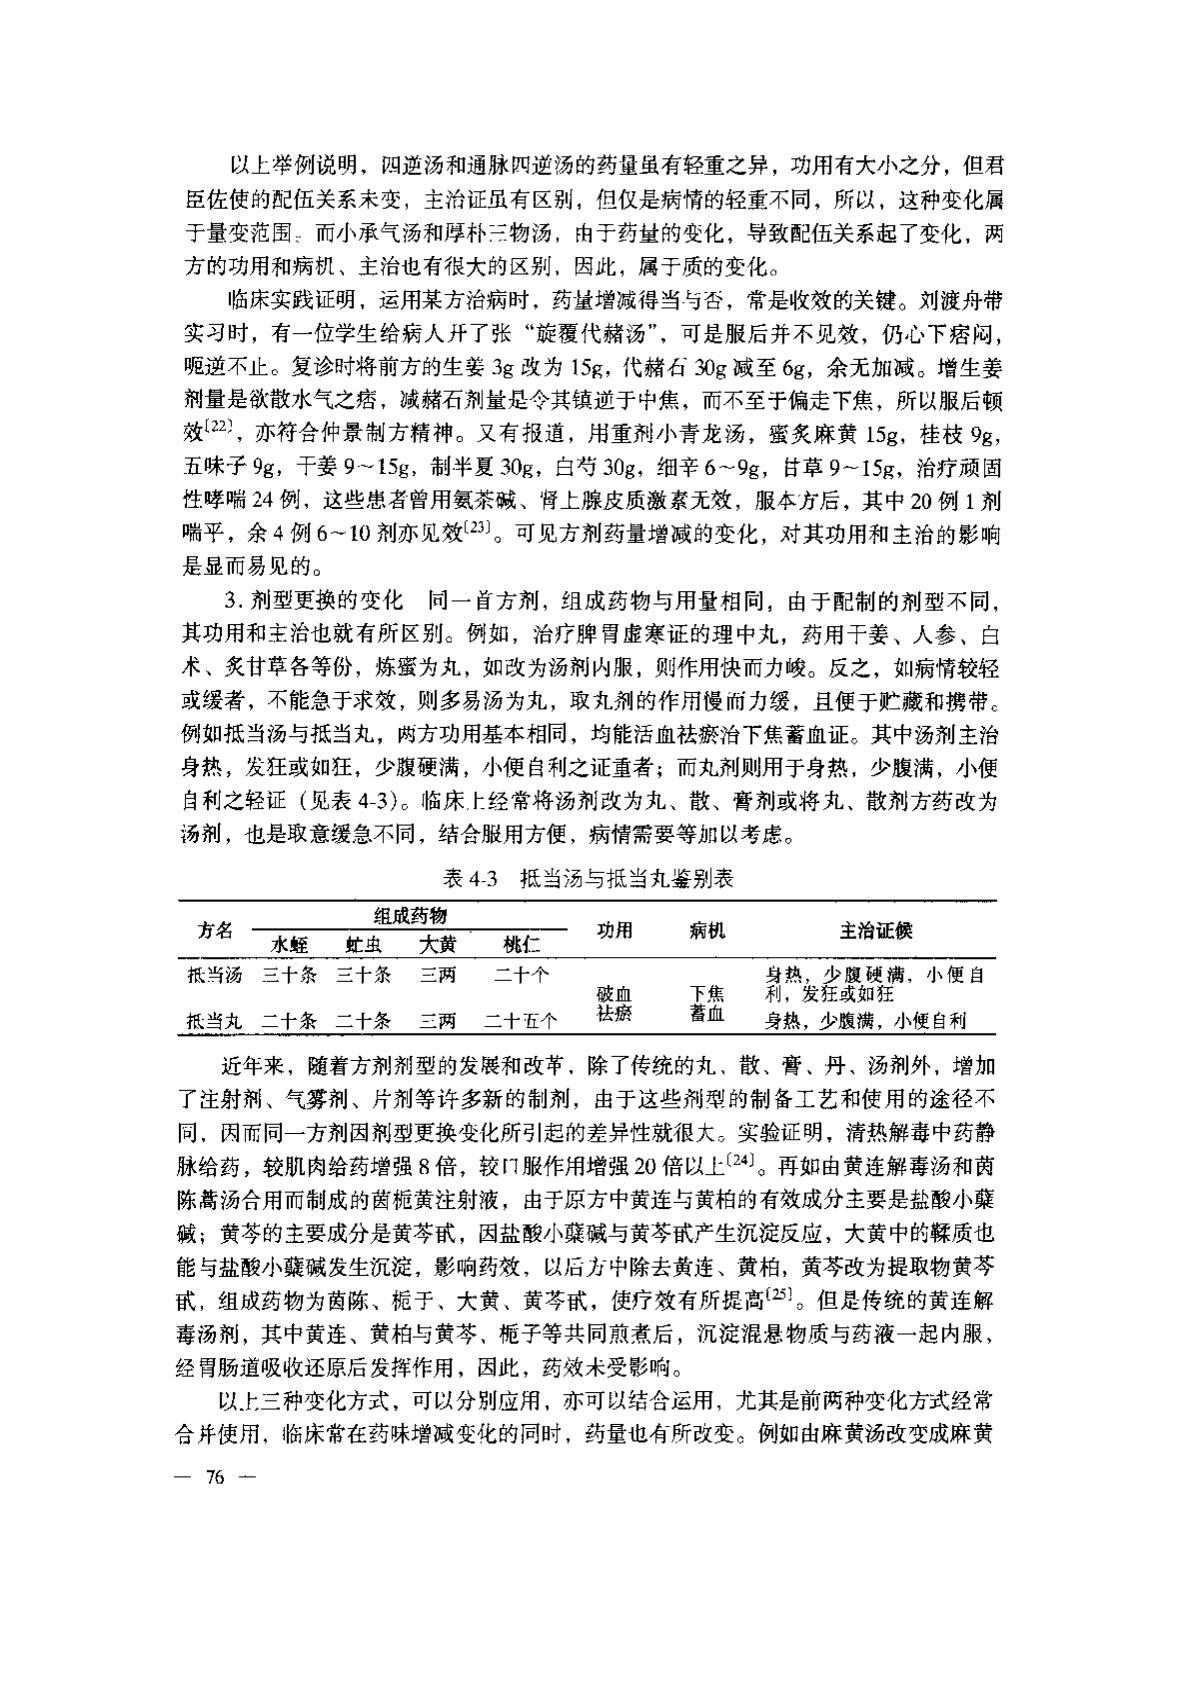 以上举例说明，四逆汤和通脉四逆汤的药量虽有轻重之异，功用有大小之分，但君
臣佐使的配伍关系未变，主治证虽有区别，但仅是病情的轻重不同，所以，这种变化属
于量变范围。而小承气汤和厚朴三物汤，由于药量的变化，导致配伍关系起了变化，两
方的功用和病机、主治也有很大的区别，因此，属于质的变化。
临床实践证明，运用某方治病时，药量增减得当与否，常是收效的关键。刘渡舟带
实习时，有一位学生给病人开了张“旋覆代赭汤”，可是服后并不见效，仍心下痞闷，
呃逆不止。复诊时将前方的生姜 3g 改为 15g，代赭石 30g 减至 6g，余无加减。增生姜
剂量是欲散水气之痞，减赭石剂量是令其镇逆于中焦，而不至于偏走下焦，所以服后顿
效〔22〕，亦符合仲景制方精神。又有报道，用重剂小青龙汤，蜜炙麻黄 15g，桂枝 9g，
五味子 9g，干姜 9～15g，制半夏 30g，白芍 30g，细辛 6～9g，甘草 9～15g，治疗顽固
性哮喘 24 例，这些患者曾用氨茶碱、肾上腺皮质激素无效，服本方后，其中 20 例 1 剂
喘平，余 4 例 6～10 剂亦见效〔23〕。可见方剂药量增减的变化，对其功用和主治的影响
是显而易见的。
3. 剂型更换的变化　同一首方剂，组成药物与用量相同，由于配制的剂型不同，
其功用和主治也就有所区别。例如，治疗脾胃虚寒证的理中丸，药用干姜、人参、白
术、炙甘草各等份，炼蜜为丸，如改为汤剂内服，则作用快而力峻。反之，如病情较轻
或缓者，不能急于求效，则多易汤为丸，取丸剂的作用慢而力缓，且便于贮藏和携带。
例如抵当汤与抵当丸，两方功用基本相同，均能活血祛瘀治下焦蓄血证。其中汤剂主治
身热，发狂或如狂，少腹硬满，小便自利之证重者；而丸剂则用于身热，少腹满，小便
自利之轻证（见表 4-3）。临床上经常将汤剂改为丸、散、膏剂或将丸、散剂方药改为
汤剂，也是取意缓急不同，结合服用方便，病情需要等加以考虑。
表 4-3　抵当汤与抵当丸鉴别表
方名　组成药物　功用　病机　主治证候
水蛭　虻虫　大黄　桃仁
抵当汤　三十条　三十条　三两　二十个　身热，少腹硬满，小便自
破血　下焦　利，发狂或如狂
祛瘀　蓄血
抵当丸　二十条　二十条　三两　二十五个　身热，少腹满，小便自利
近年来，随着方剂剂型的发展和改革，除了传统的丸、散、膏、丹、汤剂外，增加
了注射剂、气雾剂、片剂等许多新的制剂，由于这些剂型的制备工艺和使用的途径不
同，因而同一方剂因剂型更换变化所引起的差异性就很大。实验证明，清热解毒中药静
脉给药，较肌肉给药增强 8 倍，较口服作用增强 20 倍以上〔24〕。再如由黄连解毒汤和茵
陈蒿汤合用而制成的茵栀黄注射液，由于原方中黄连与黄柏的有效成分主要是盐酸小蘖
碱；黄芩的主要成分是黄芩甙，因盐酸小蘖碱与黄芩甙产生沉淀反应，大黄中的鞣质也
能与盐酸小蘖碱发生沉淀，影响药效，以后方中除去黄连、黄柏，黄芩改为提取物黄芩
甙，组成药物为茵陈、栀子、大黄、黄芩甙，使疗效有所提高〔25〕。但是传统的黄连解
毒汤剂，其中黄连、黄柏与黄芩、栀子等共同煎煮后，沉淀混悬物质与药液一起内服，
经胃肠道吸收还原后发挥作用，因此，药效未受影响。
以上三种变化方式，可以分别应用，亦可以结合运用，尤其是前两种变化方式经常
合并使用，临床常在药味增减变化的同时，药量也有所改变。例如由麻黄汤改变成麻黄
— 76 —